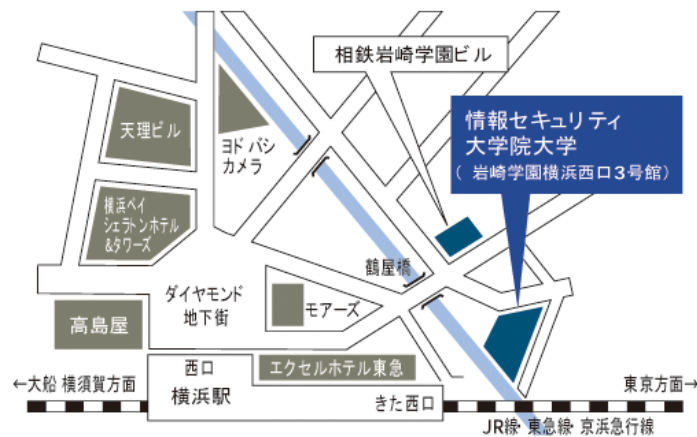 相鉄岩崎学園ビル
情報セキュリティ
大学院大学
( 岩崎学園横浜西口3号館)
天理ビル
ヨドバシ
カメラ
横浜ベイ
シェラトンホテル
&タワーズ
鶴屋橋
ダイヤモンド
地下街
モアーズ
高島屋
西口
横浜駅
エクセルホテル東急
きた西口
←大船 横須賀方面
東京方面→
JR線・東急線・京浜急行線